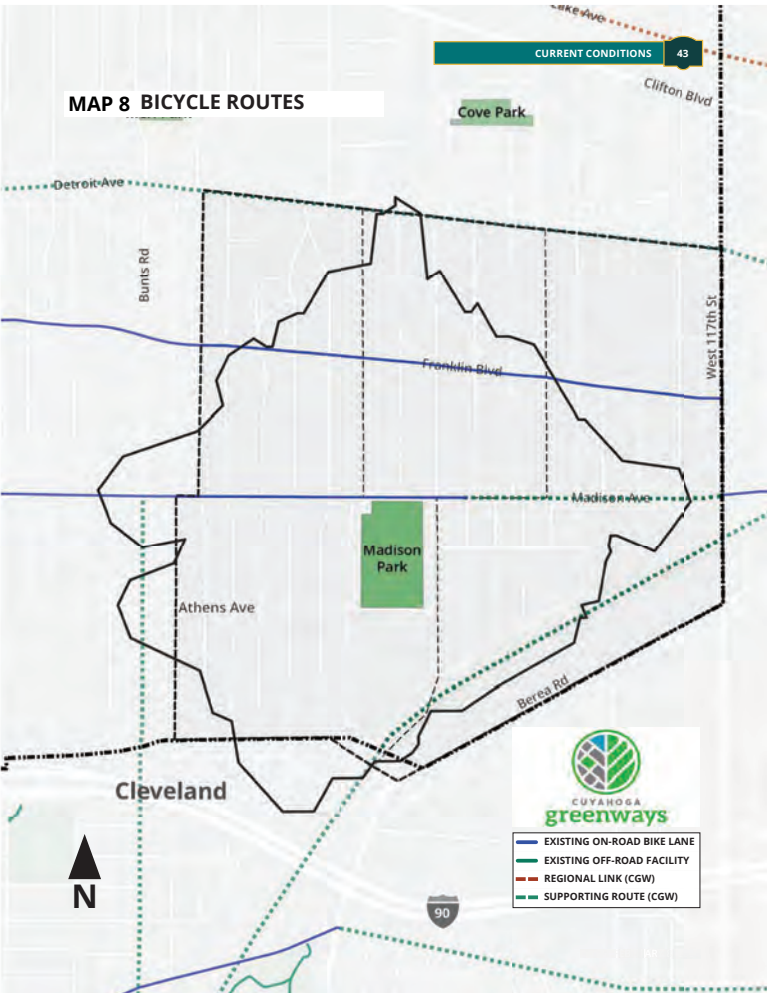 Lake Ave
CURRENT CONDITIONS 43
Clifton Blvd
MAP 8 BICYCLE ROUTES
Cove Park
Detroit Ave
Bunts Rd
West 117th St
Franklin Blvd
Madison Ave
Madison
Park
Athens Ave
Berea Rd
Cleveland
CUYAHOGA
greenways
EXISTING ON-ROAD BIKE LANE
EXISTING OFF-ROAD FACILITY
REGIONAL LINK (CGW)
SUPPORTING ROUTE (CGW)
N
90